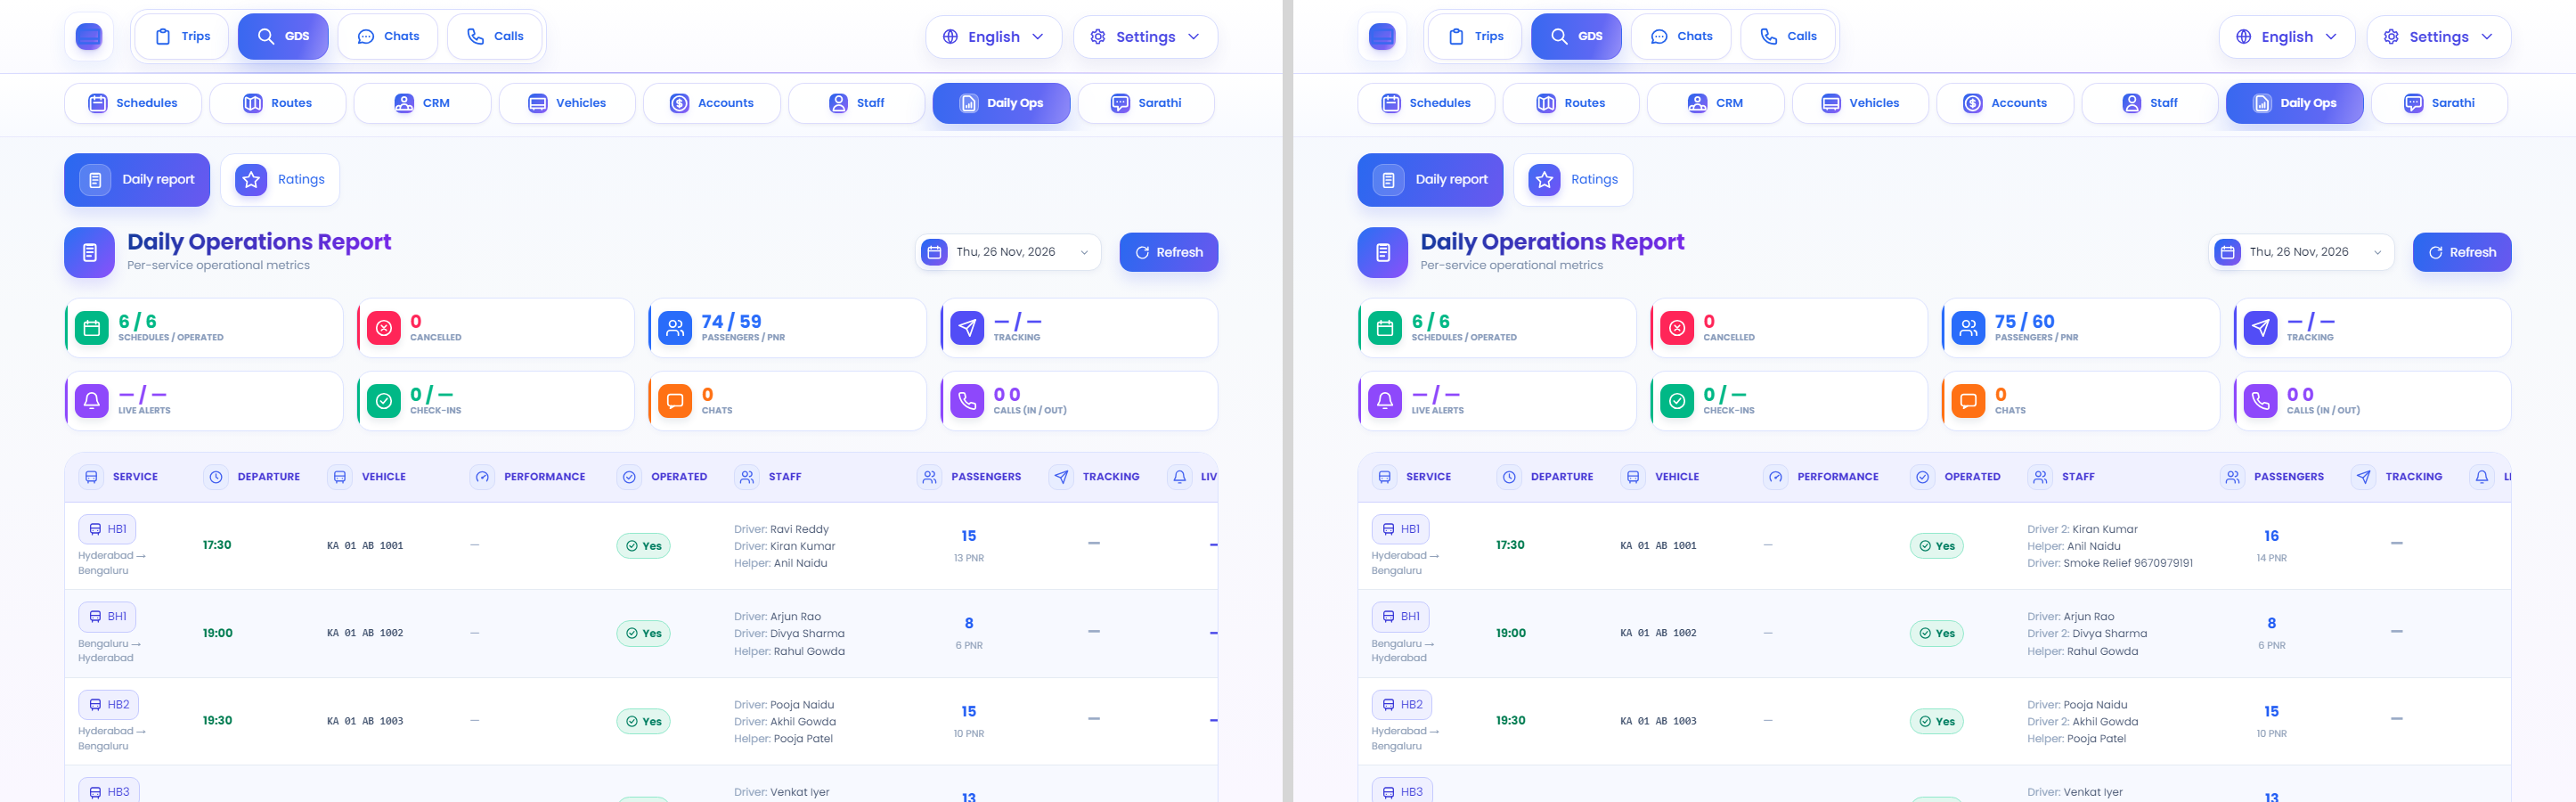 Trips GDS Chats Calls English Settings
Schedules Routes CRM Vehicles Accounts Staff Daily Ops Sarathi
Daily report Ratings
Daily Operations Report
Per-service operational metrics
Thu, 26 Nov, 2026 Refresh
6 / 6 0 74 / 59 — / —
SCHEDULES / OPERATED CANCELLED PASSENGERS / PNR TRACKING
— / — 0 / — 0 0 0
LIVE ALERTS CHECK-INS CHATS CALLS (IN / OUT)
SERVICE DEPARTURE VEHICLE PERFORMANCE OPERATED STAFF PASSENGERS TRACKING LIV
HB1
Hyderabad →
Bengaluru
17:30
KA 01 AB 1001
—
Yes
Driver: Ravi Reddy
Driver: Kiran Kumar
Helper: Anil Naidu
15
13 PNR
—
BH1
Bengaluru →
Hyderabad
19:00
KA 01 AB 1002
—
Yes
Driver: Arjun Rao
Driver: Divya Sharma
Helper: Rahul Gowda
8
6 PNR
—
HB2
Hyderabad →
Bengaluru
19:30
KA 01 AB 1003
—
Yes
Driver: Pooja Naidu
Driver: Akhil Gowda
Helper: Pooja Patel
15
10 PNR
—
HB3
Driver: Venkat Iyer
13
Trips GDS Chats Calls English Settings
Schedules Routes CRM Vehicles Accounts Staff Daily Ops Sarathi
Daily report Ratings
Daily Operations Report
Per-service operational metrics
Thu, 26 Nov, 2026 Refresh
6 / 6 0 75 / 60 — / —
SCHEDULES / OPERATED CANCELLED PASSENGERS / PNR TRACKING
— / — 0 / — 0 0 0
LIVE ALERTS CHECK-INS CHATS CALLS (IN / OUT)
SERVICE DEPARTURE VEHICLE PERFORMANCE OPERATED STAFF PASSENGERS TRACKING LI
HB1
Hyderabad →
Bengaluru
17:30
KA 01 AB 1001
—
Yes
Driver 2: Kiran Kumar
Helper: Anil Naidu
Driver: Smoke Relief 9670979191
16
14 PNR
—
BH1
Bengaluru →
Hyderabad
19:00
KA 01 AB 1002
—
Yes
Driver: Arjun Rao
Driver 2: Divya Sharma
Helper: Rahul Gowda
8
6 PNR
—
HB2
Hyderabad →
Bengaluru
19:30
KA 01 AB 1003
—
Yes
Driver: Pooja Naidu
Driver 2: Akhil Gowda
Helper: Pooja Patel
15
10 PNR
—
HB3
Driver: Venkat Iyer
13